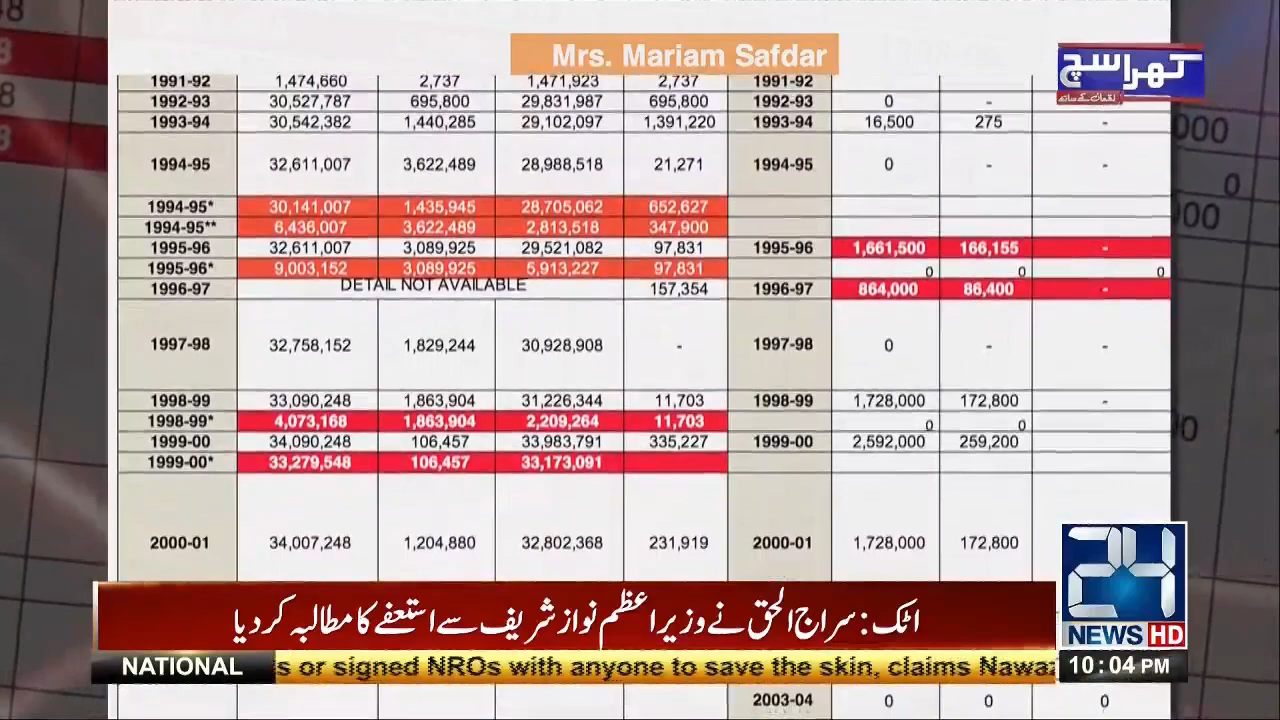 Mrs. Mariam Safdar
کھرا سچ
لقمان کے ساتھ
1991-92 1,474,660 2,737 1,471,923 2,737 1991-92
1992-93 30,527,787 695,800 29,831,987 695,800 1992-93 0 -
1993-94 30,542,382 1,440,285 29,102,097 1,391,220 1993-94 16,500 275 -
1994-95 32,611,007 3,622,489 28,988,518 21,271 1994-95 0 - -
1994-95* 30,141,007 1,435,945 28,705,062 652,627
1994-95** 6,436,007 3,622,489 2,813,518 347,900
1995-96 32,611,007 3,089,925 29,521,082 97,831 1995-96 1,661,500 166,155 -
1995-96* 9,003,152 3,089,925 5,913,227 97,831 0 0 0
1996-97 DETAIL NOT AVAILABLE 157,354 1996-97 864,000 86,400 -
1997-98 32,758,152 1,829,244 30,928,908 - 1997-98 0 - -
1998-99 33,090,248 1,863,904 31,226,344 11,703 1998-99 1,728,000 172,800 -
1998-99* 4,073,168 1,863,904 2,209,264 11,703 0 0
1999-00 34,090,248 106,457 33,983,791 335,227 1999-00 2,592,000 259,200
1999-00* 33,279,548 106,457 33,173,091
2000-01 34,007,248 1,204,880 32,802,368 231,919 2000-01 1,728,000 172,800
24
NEWS HD
اٹک: سراج الحق نے وزیراعظم نواز شریف سے استعفے کا مطالبہ کر دیا
NATIONAL or signed NROs with anyone to save the skin, claims
10:04 PM
2003-04 0 0 0